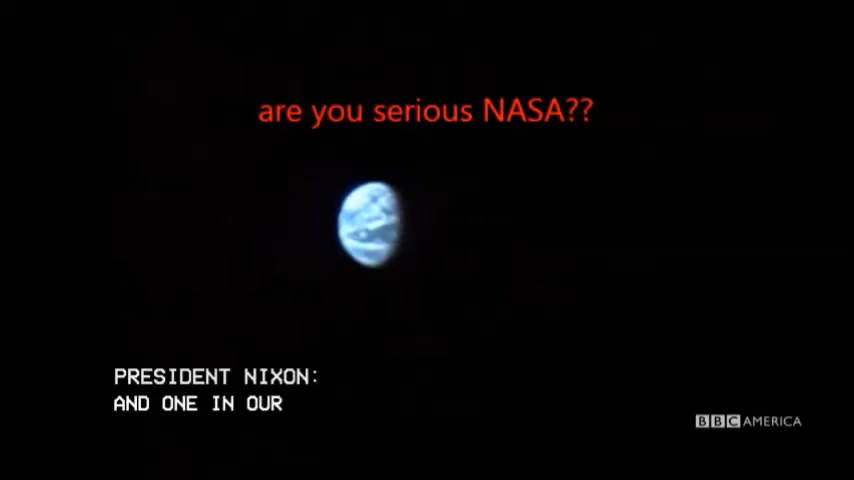 are you serious NASA??
PRESIDENT NIXON:
AND ONE IN OUR
BBC AMERICA